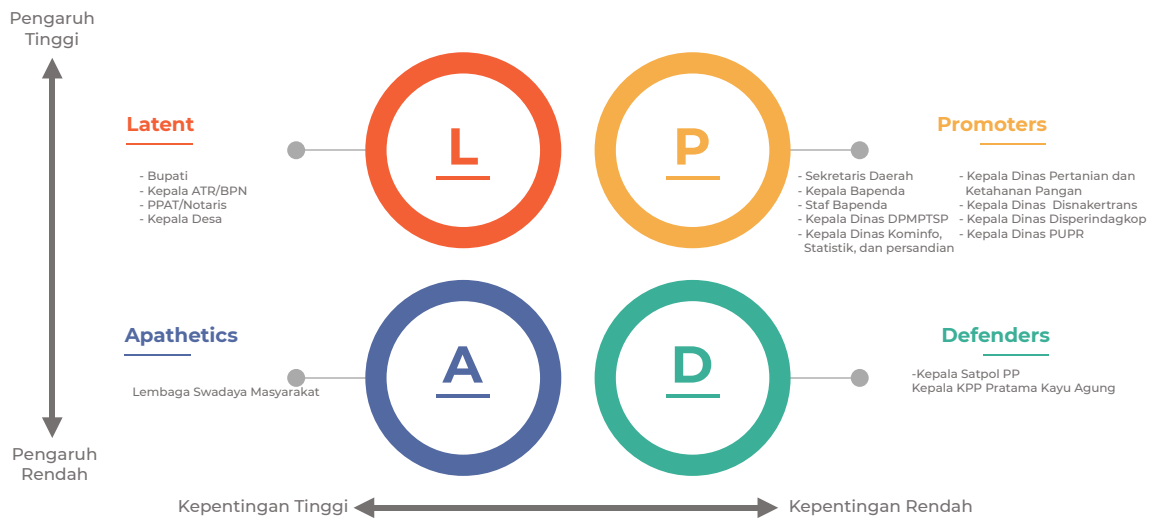 Pengaruh
Tinggi
Latent
- Bupati
- Kepala ATR/BPN
- PPAT/Notaris
- Kepala Desa
L
P
Promoters
- Sekretaris Daerah
- Kepala Bapenda
- Staf Bapenda
- Kepala Dinas DPMPTSP
- Kepala Dinas Kominfo,
Statistik, dan persandian
- Kepala Dinas Pertanian dan
Ketahanan Pangan
- Kepala Dinas  Disnakertrans
- Kepala Dinas Disperindagkop
- Kepala Dinas PUPR
Apathetics
Lembaga Swadaya Masyarakat
A
D
Defenders
-Kepala Satpol PP
Kepala KPP Pratama Kayu Agung
Pengaruh
Rendah
Kepentingan Tinggi
Kepentingan Rendah